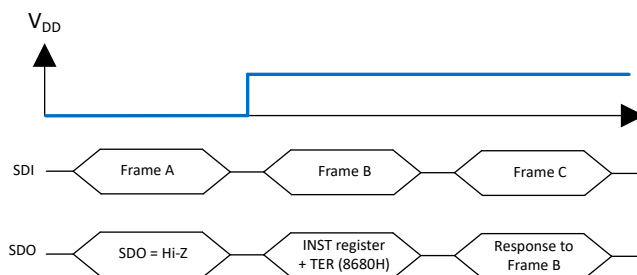 VDD
SDI
Frame A
Frame B
Frame C
SDO
SDO = Hi-Z
INST register
+ TER (8680H)
Response to
Frame B